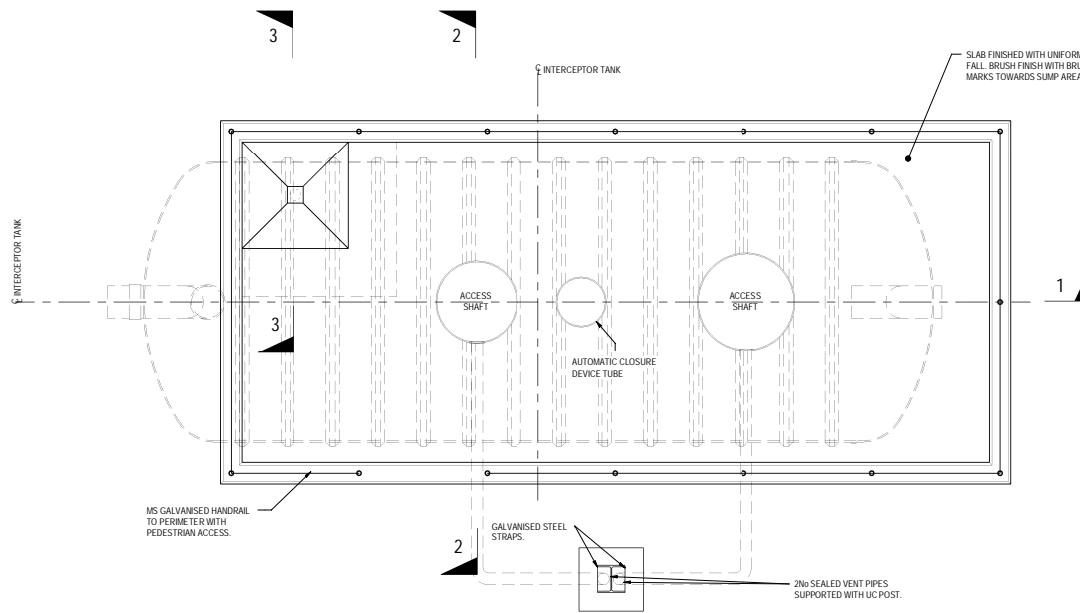 3
2
℄ INTERCEPTOR TANK
SLAB FINISHED WITH UNIFORM
FALL. BRUSH FINISH WITH
MARKS TOWARDS SUMP AREA
℄ INTERCEPTOR TANK
ACCESS
SHAFT
ACCESS
SHAFT
1
3
AUTOMATIC CLOSURE
DEVICE TUBE
MS GALVANISED HANDRAIL
TO PERIMETER WITH
PEDESTRIAN ACCESS.
GALVANISED STEEL
STRAPS.
2
2No SEALED VENT PIPES
SUPPORTED WITH UC POST.